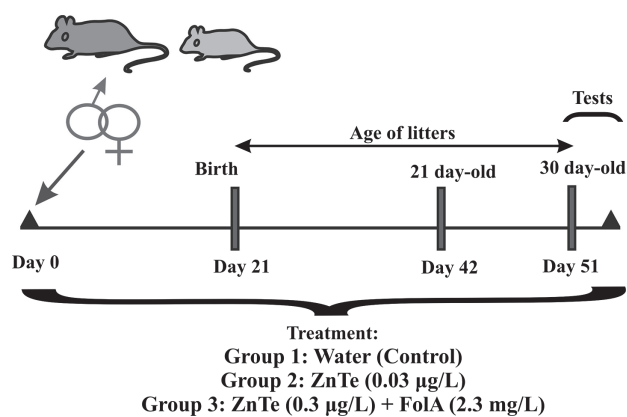 Tests
Age of litters
Birth
21 day-old
30 day-old
Day 0
Day 21
Day 42
Day 51
Treatment:
Group 1: Water (Control)
Group 2: ZnTe (0.03 μg/L)
Group 3: ZnTe (0.3 μg/L) + FolA (2.3 mg/L)